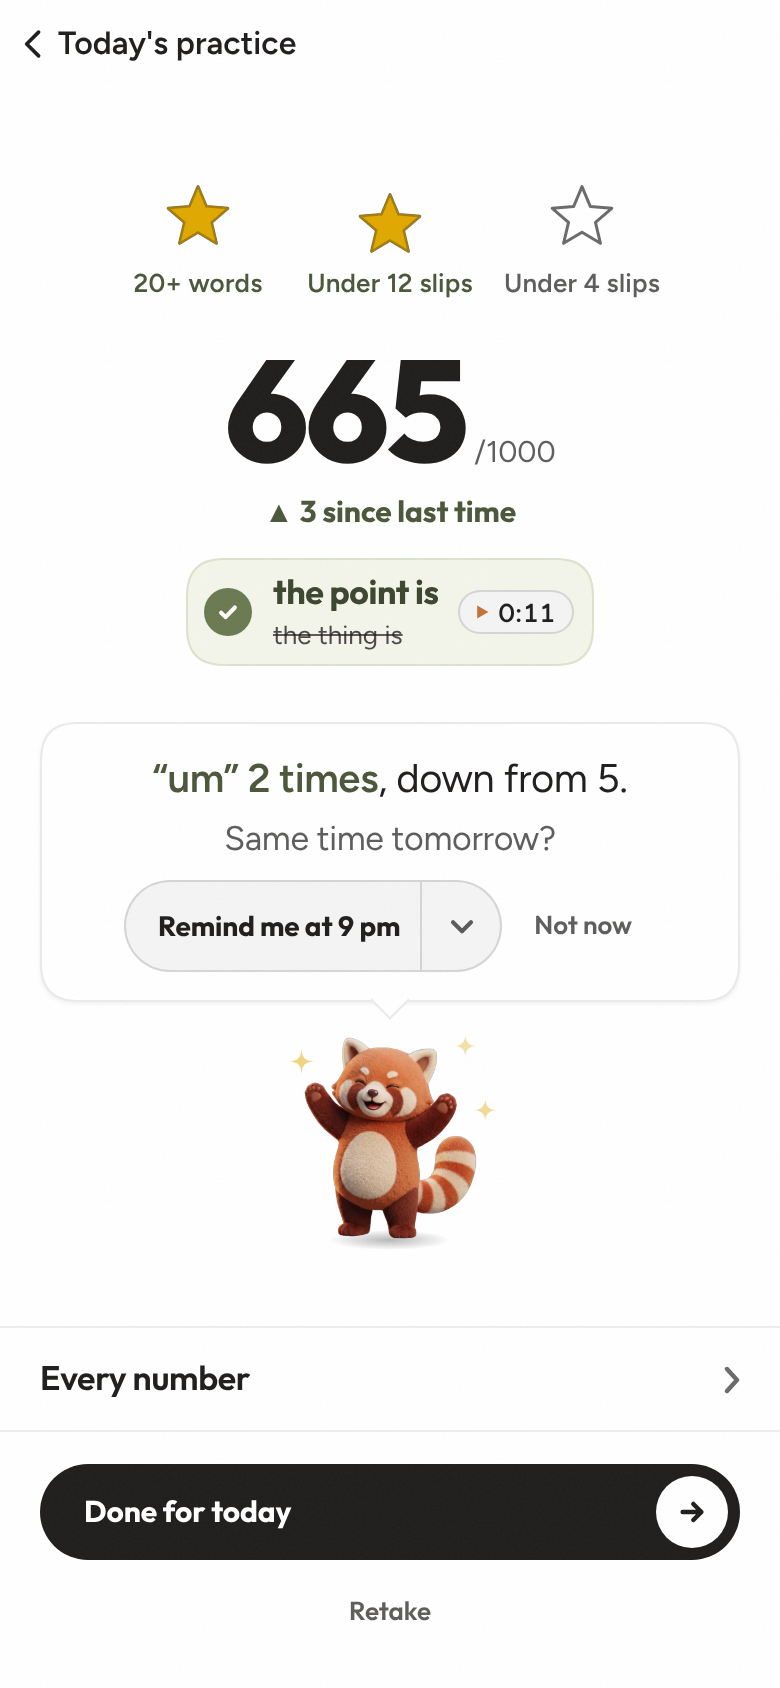 Today's practice
20+ words
Under 12 slips
Under 4 slips
665/1000
▲ 3 since last time
the point is
the thing is
0:11
“um” 2 times, down from 5.
Same time tomorrow?
Remind me at 9 pm
Not now
Every number
Done for today
Retake